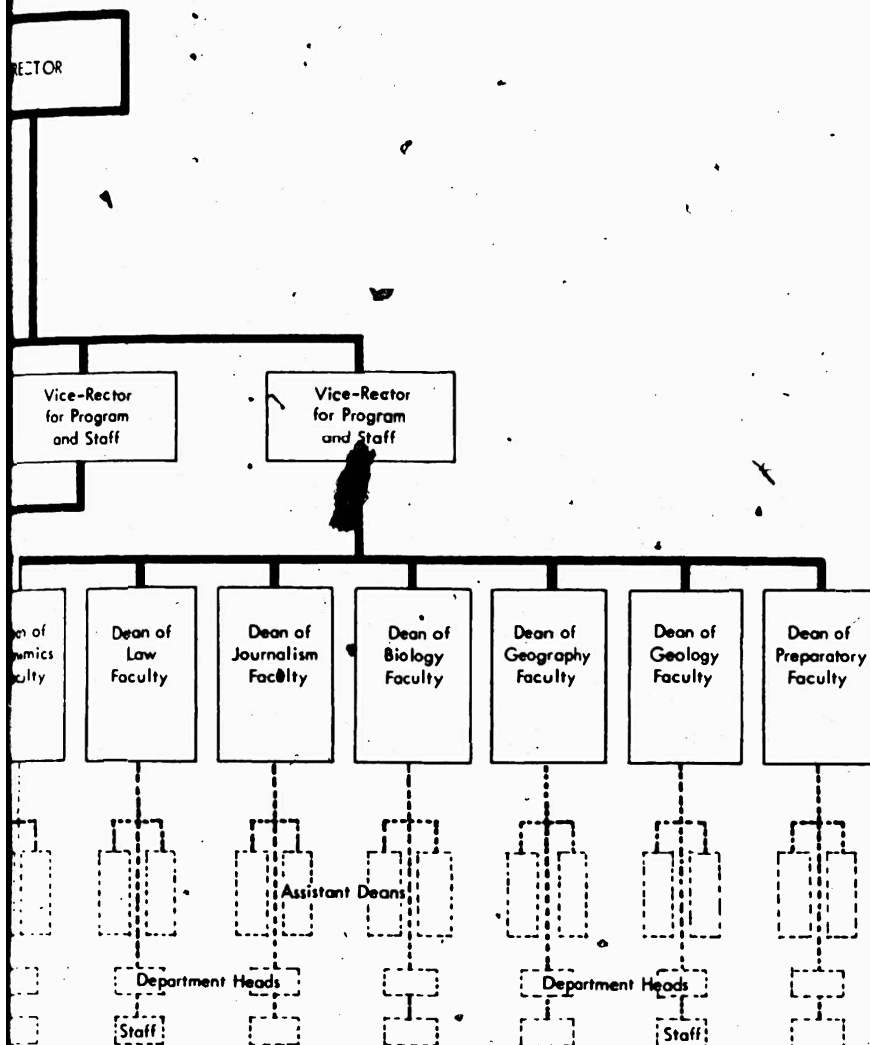 RECTOR
Vice-Rector
for Program
and Staff
Vice-Rector
for Program
and Staff
Dean of
Law
Faculty
Dean of
Journalism
Faculty
Dean of
Biology
Faculty
Dean of
Geography
Faculty
Dean of
Geology
Faculty
Dean of
Preparatory
Faculty
Assistant Deans
Department Heads
Department Heads
Staff
Staff